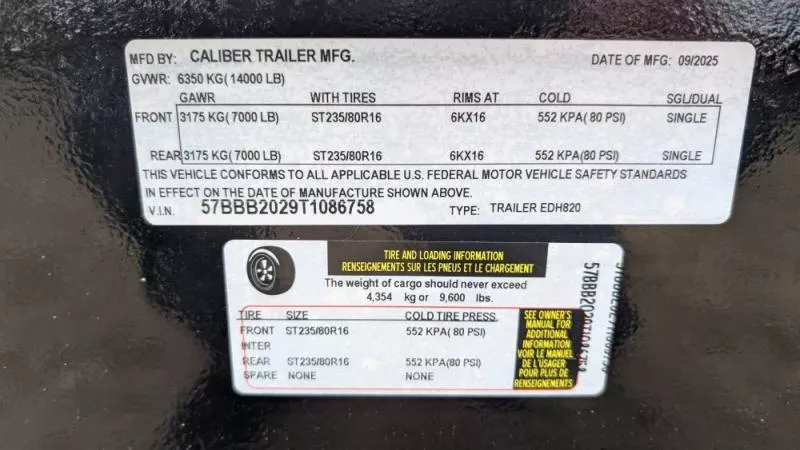 MFD BY: CALIBER TRAILER MFG. DATE OF MFG: 09/2025
GVWR: 6350 KG(14000 LB)
GAWR WITH TIRES RIMS AT COLD SGL/DUAL
FRONT 3175 KG(7000 LB) ST235/80R16 6KX16 552 KPA(80 PSI) SINGLE
REAR 3175 KG(7000 LB) ST235/80R16 6KX16 552 KPA(80 PSI) SINGLE
THIS VEHICLE CONFORMS TO ALL APPLICABLE U.S. FEDERAL MOTOR VEHICLE SAFETY STANDARDS
IN EFFECT ON THE DATE OF MANUFACTURE SHOWN ABOVE.
V.I.N. 57BBB2029T1086758 TYPE: TRAILER EDH820
TIRE AND LOADING INFORMATION
RENSEIGNEMENTS SUR LES PNEUS ET LE CHARGEMENT
The weight of cargo should never exceed
4,354 kg or 9,600 lbs.
TIRE SIZE COLD TIRE PRESS
FRONT ST235/80R16 552 KPA(80 PSI)
INTER
REAR ST235/80R16 552 KPA(80 PSI)
SPARE NONE NONE
SEE OWNER'S
MANUAL FOR
ADDITIONAL
INFORMATION
VOIR LE MANUEL
DE L'USAGER
POUR PLUS DE
RENSEIGNEMENTS